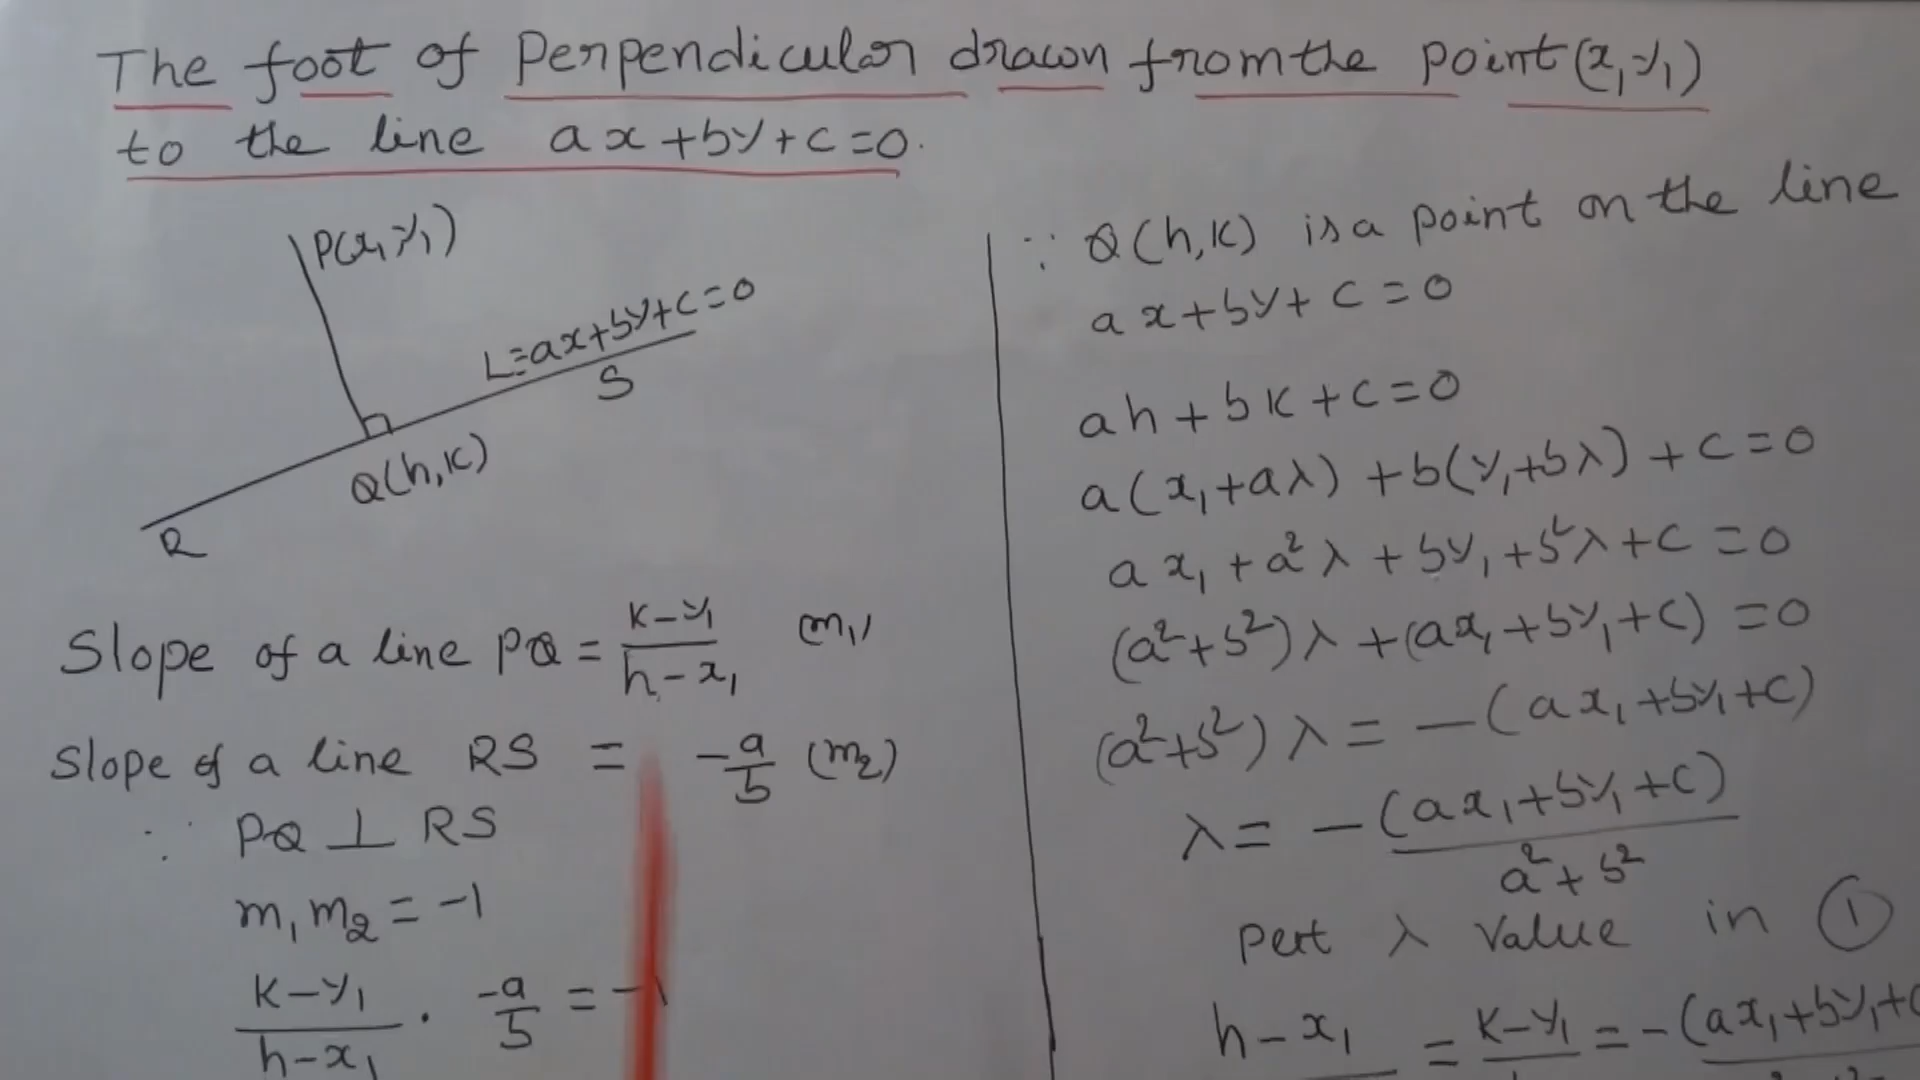 The foot of Perpendicular drawn from the point (x₁,y₁)
to the line ax+by+c=0.
P(x₁,y₁)
L=ax+by+c=0
S
Q(h,k)
R
Slope of a line PQ = k-y₁/h-x₁ (m₁)
Slope of a line RS = -a/b (m₂)
∵ PQ ⊥ RS
m₁m₂ = -1
k-y₁/h-x₁ . -a/b = -1
∵ Q(h,k) is a point on the line
ax+by+c=0
ah+bk+c=0
a(x₁+aλ)+b(y₁+bλ)+c=0
ax₁+a²λ+by₁+b²λ+c=0
(a²+b²)λ+(ax₁+by₁+c)=0
(a²+b²)λ=-(ax₁+by₁+c)
λ=-(ax₁+by₁+c)/a²+b²
Put λ Value in ①
h-x₁ = k-y₁ = -(ax₁+by₁+c